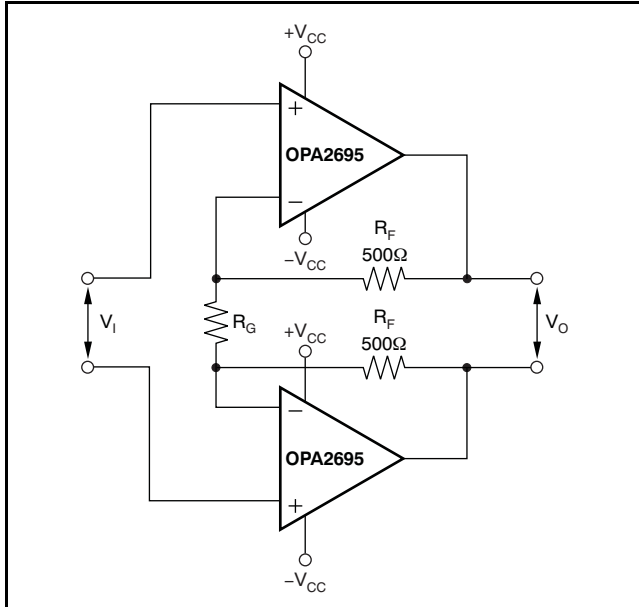 +V_CC
+
OPA2695
−
−V_CC
R_F
500Ω
V_I
R_G
+V_CC
R_F
500Ω
V_O
−
OPA2695
+
−V_CC